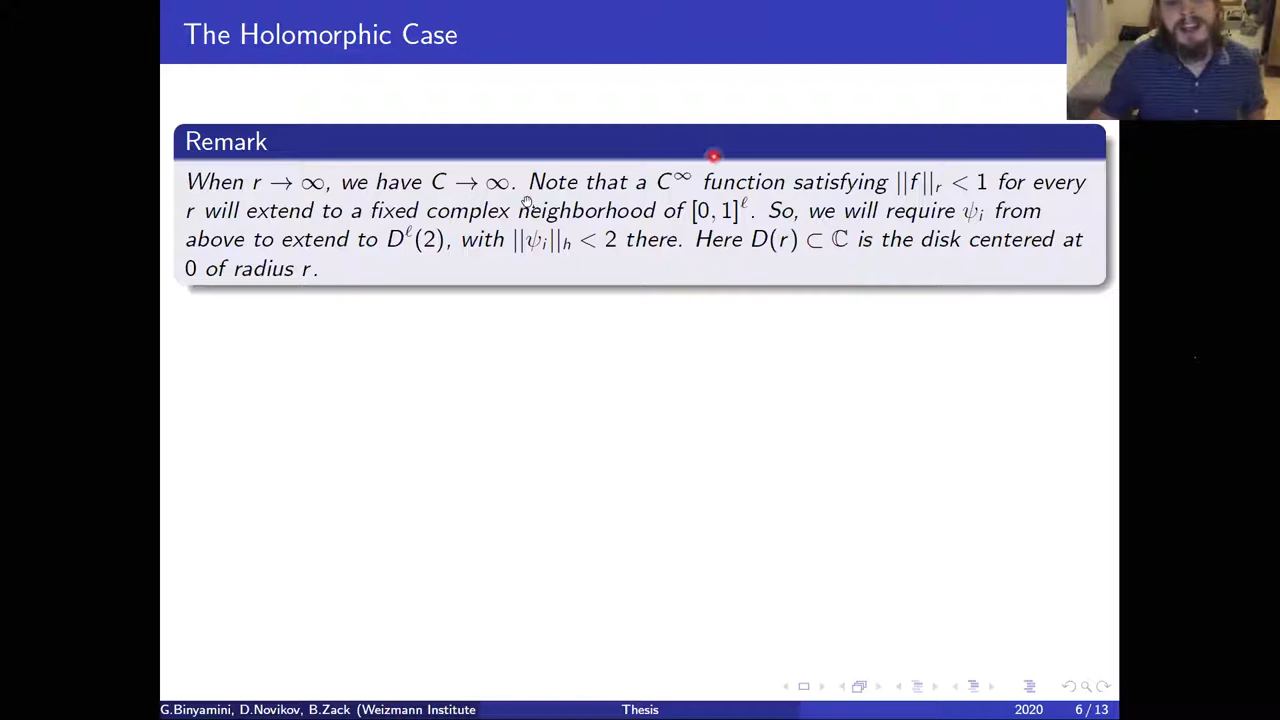 The Holomorphic Case
Remark
When r → ∞, we have C → ∞. Note that a C^∞ function satisfying ||f||_r < 1 for every
r will extend to a fixed complex neighborhood of [0, 1]^ℓ. So, we will require ψ_i from
above to extend to D^ℓ(2), with ||ψ_i||_h < 2 there. Here D(r) ⊂ ℂ is the disk centered at
0 of radius r.
G.Binyamini, D.Novikov, B.Zack (Weizmann Institute Thesis 2020 6 / 13